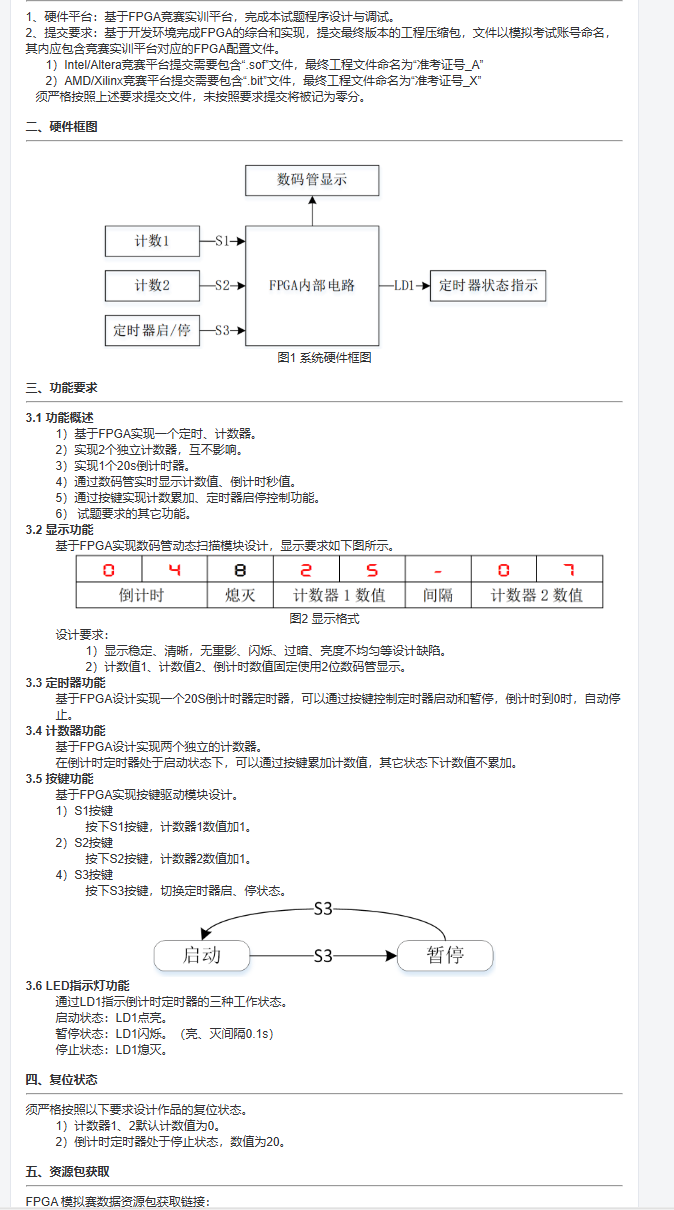 1、硬件平台：基于FPGA竞赛实训平台，完成本试题程序设计与调试。
2、提交要求：基于开发环境完成FPGA的综合和实现，提交最终版本的工程压缩包，文件以模拟考试账号命名，
其内应包含竞赛实训平台对应的FPGA配置文件。
1）Intel/Altera竞赛平台提交需要包含“.sof”文件，最终工程文件命名为“准考证号_A”
2）AMD/Xilinx竞赛平台提交需要包含“.bit”文件，最终工程文件命名为“准考证号_X”
须严格按照上述要求提交文件，未按照要求提交将被记为零分。
二、硬件框图
数码管显示
计数1
S1
计数2
S2
FPGA内部电路
LD1
定时器状态指示
定时器启/停
S3
图1 系统硬件框图
三、功能要求
3.1 功能概述
1）基于FPGA实现一个定时、计数器。
2）实现2个独立计数器，互不影响。
3）实现1个20s倒计时器。
4）通过数码管实时显示计数值、倒计时秒值。
5）通过按键实现计数累加、定时器启停控制功能。
6） 试题要求的其它功能。
3.2 显示功能
基于FPGA实现数码管动态扫描模块设计，显示要求如下图所示。
0 4 8 2 5 - 0 7
倒计时 熄灭 计数器 1 数值 间隔 计数器 2 数值
图2 显示格式
设计要求：
1）显示稳定、清晰，无重影、闪烁、过暗、亮度不均匀等设计缺陷。
2）计数值1、计数值2、倒计时数值固定使用2位数码管显示。
3.3 定时器功能
基于FPGA设计实现一个20S倒计时器定时器，可以通过按键控制定时器启动和暂停，倒计时到0时，自动停
止。
3.4 计数器功能
基于FPGA设计实现两个独立的计数器。
在倒计时定时器处于启动状态下，可以通过按键累加计数值，其它状态下计数值不累加。
3.5 按键功能
基于FPGA实现按键驱动模块设计。
1）S1按键
按下S1按键，计数器1数值加1。
2）S2按键
按下S2按键，计数器2数值加1。
4）S3按键
按下S3按键，切换定时器启、停状态。
S3
启动
S3
暂停
3.6 LED指示灯功能
通过LD1指示倒计时定时器的三种工作状态。
启动状态：LD1点亮。
暂停状态：LD1闪烁。（亮、灭间隔0.1s）
停止状态：LD1熄灭。
四、复位状态
须严格按照以下要求设计作品的复位状态。
1）计数器1、2默认计数值为0。
2）倒计时定时器处于停止状态，数值为20。
五、资源包获取
FPGA 模拟赛数据资源包获取链接：